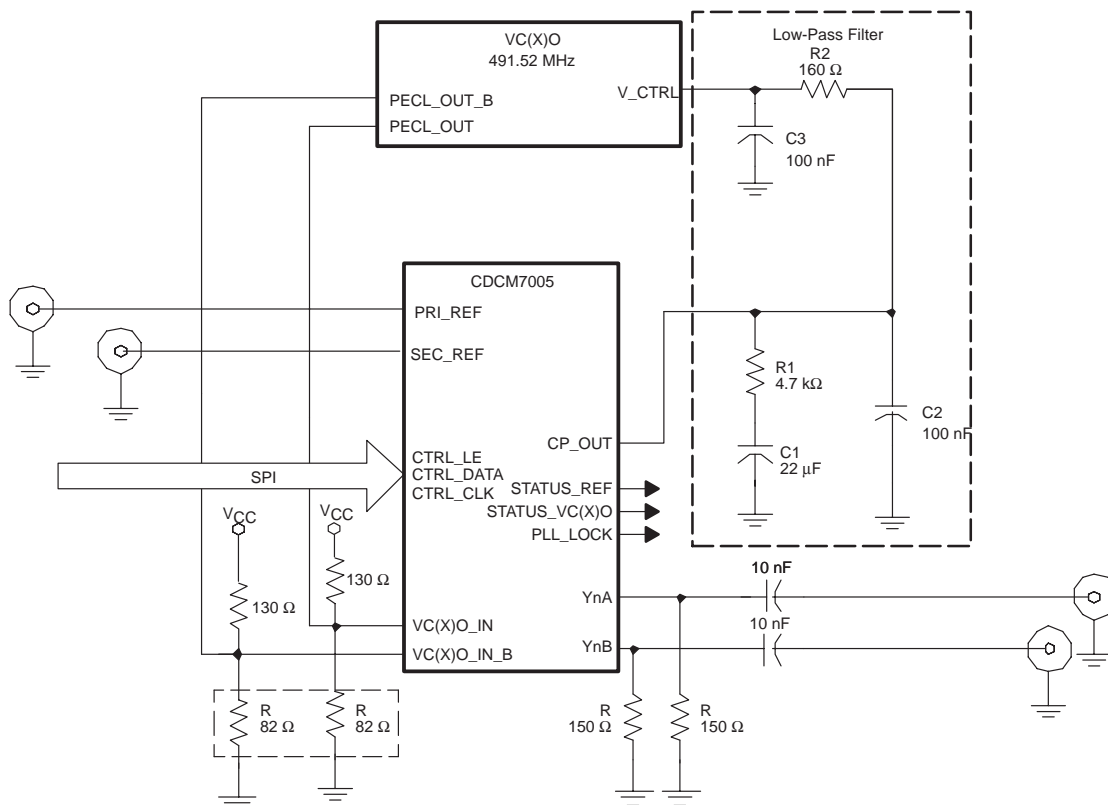 VC(X)O
491.52 MHz
PECL_OUT_B
PECL_OUT
V_CTRL
Low-Pass Filter
R2
160 Ω
C3
100 nF
CDCM7005
PRI_REF
SEC_REF
R1
4.7 kΩ
C2
100 nF
CP_OUT
C1
22 μF
CTRL_LE
CTRL_DATA
CTRL_CLK
SPI
STATUS_REF
STATUS_VC(X)O
PLL_LOCK
VCC
VCC
130 Ω
130 Ω
10 nF
YnA
10 nF
VC(X)O_IN
VC(X)O_IN_B
YnB
R
82 Ω
R
82 Ω
R
150 Ω
R
150 Ω